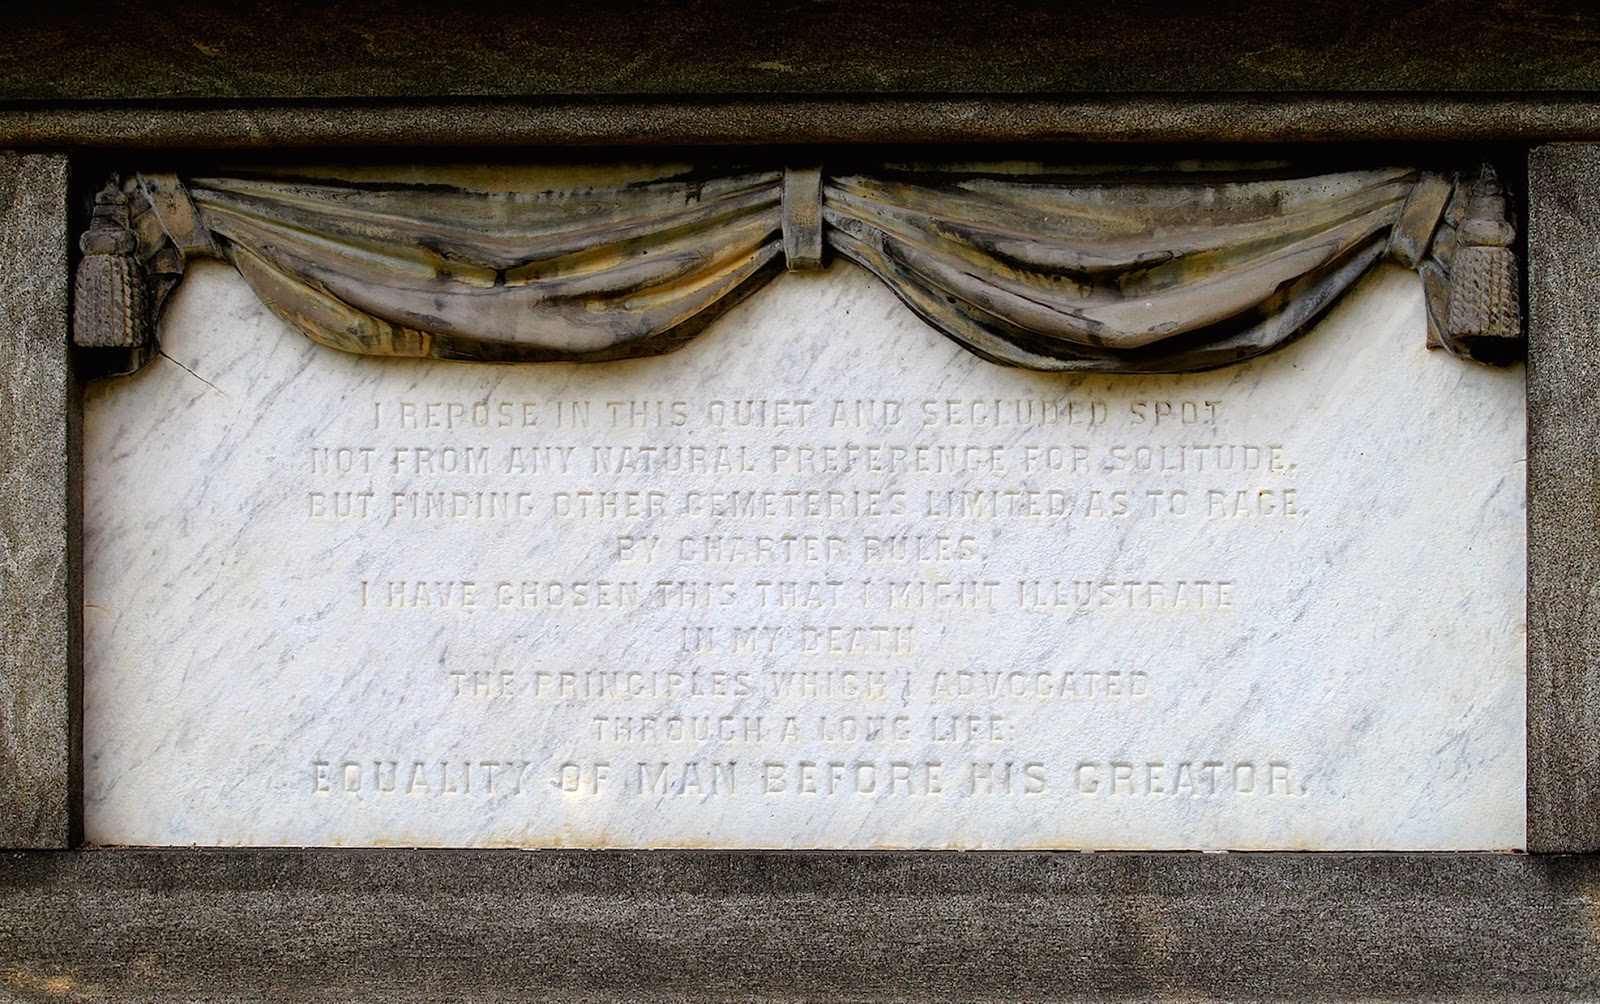 I REPOSE IN THIS QUIET AND SECLUDED SPOT
NOT FROM ANY NATURAL PREFERENCE FOR SOLITUDE,
BUT FINDING OTHER CEMETERIES LIMITED AS TO RACE,
BY CHARTER RULES,
I HAVE CHOSEN THIS THAT I MIGHT ILLUSTRATE
IN MY DEATH
THE PRINCIPLES WHICH I ADVOCATED
THROUGH A LONG LIFE:
EQUALITY OF MAN BEFORE HIS CREATOR.